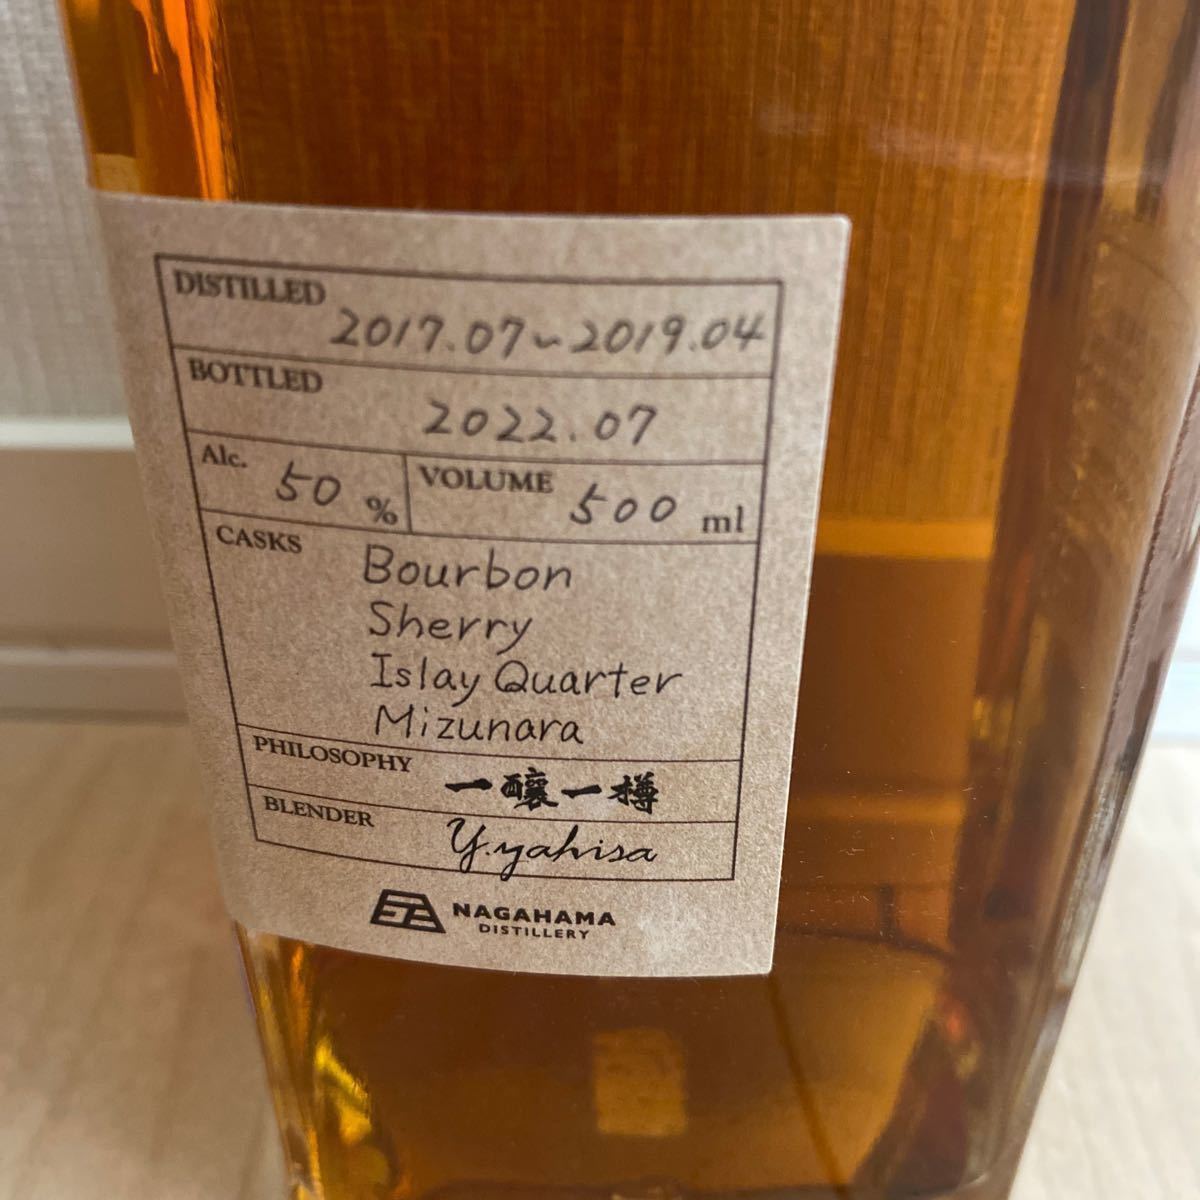 DISTILLED 2017.07~2019.04
BOTTLED 2022.07
Alc. 50 % VOLUME 500 ml
CASKS Bourbon
Sherry
Islay Quarter
Mizunara
PHILOSOPHY 一醸一樽
BLENDER Y.yahisa
NAGAHAMA
DISTILLERY